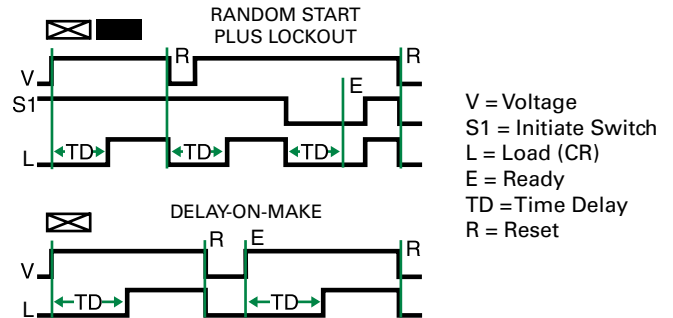 RANDOM START
PLUS LOCKOUT
R
R
V
E
S1
TD
TD
TD
L
DELAY-ON-MAKE
R
E
R
V
TD
TD
L
V = Voltage
S1 = Initiate Switch
L = Load (CR)
E = Ready
TD =Time Delay
R = Reset